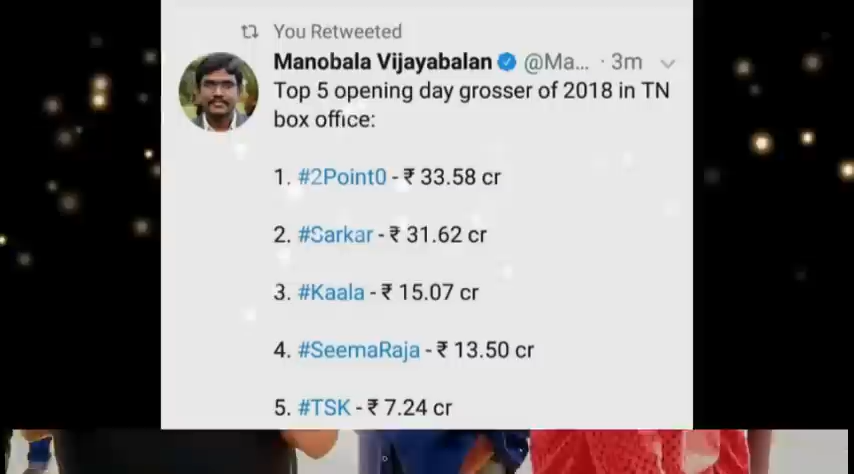 You Retweeted
Manobala Vijayabalan @Ma... · 3m
Top 5 opening day grosser of 2018 in TN
box office:
1. #2Point0 - ₹ 33.58 cr
2. #Sarkar - ₹ 31.62 cr
3. #Kaala - ₹ 15.07 cr
4. #SeemaRaja - ₹ 13.50 cr
5. #TSK - ₹ 7.24 cr